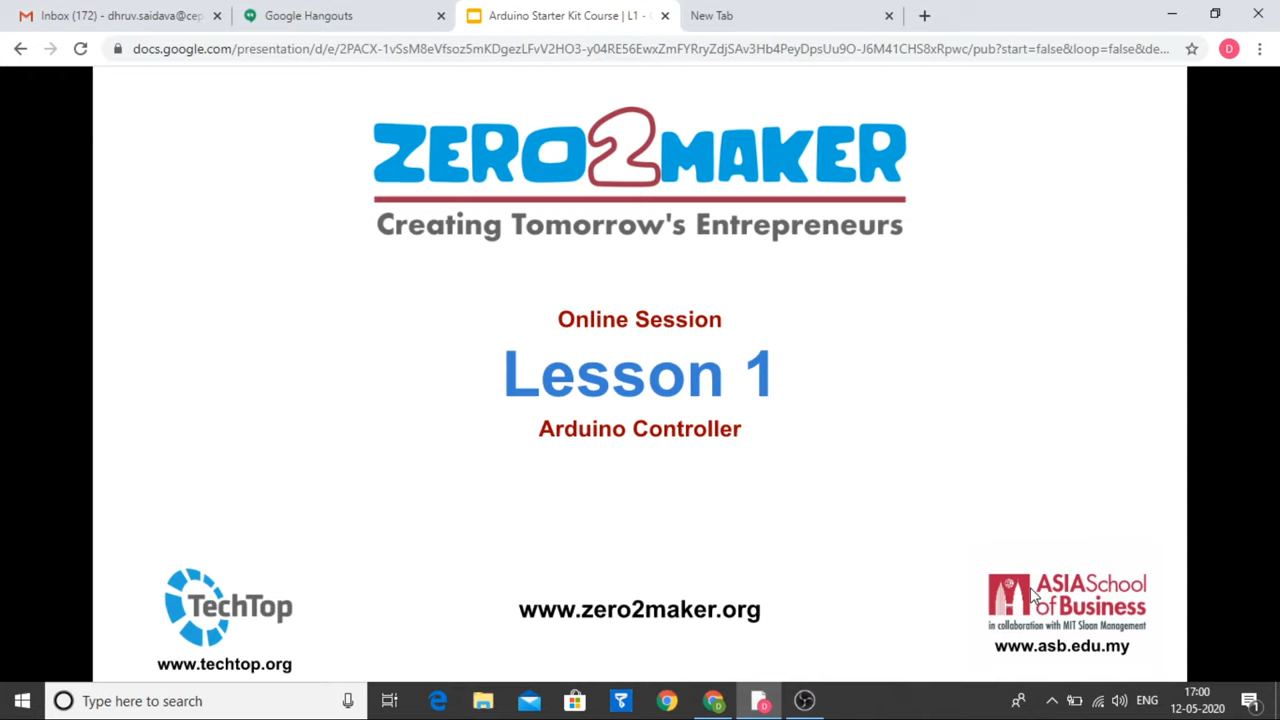 Inbox (172) - dhruv.saidava@cep
Google Hangouts
Arduino Starter Kit Course | L1 -
New Tab
docs.google.com/presentation/d/e/2PACX-1vSsM8eVfsoz5mKDgezLFvV2HO3-y04RE56EwxZmFYRryZdjSAv3Hb4PeyDpsUu9O-J6M41CHS8xRpwc/pub?start=false&loop=false&de...
D
ZERO2MAKER
Creating Tomorrow's Entrepreneurs
Online Session
Lesson 1
Arduino Controller
TechTop
www.techtop.org
www.zero2maker.org
ASIA School
of Business
in collaboration with MIT Sloan Management
www.asb.edu.my
Type here to search
ENG
17:00
12-05-2020